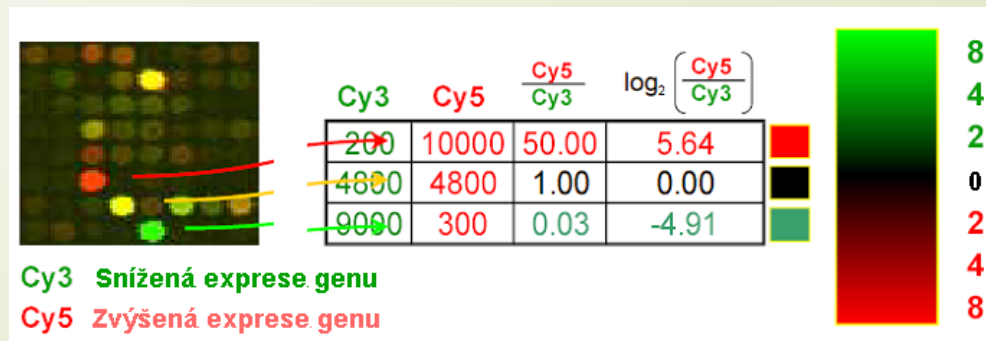 Cy3 Cy5 Cy5/Cy3 log₂(Cy5/Cy3)
200 10000 50.00 5.64
4800 4800 1.00 0.00
9000 300 0.03 -4.91
Cy3 Snížená exprese genu
Cy5 Zvýšená exprese genu
8
4
2
0
2
4
8